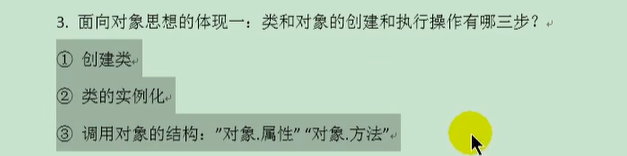 3. 面向对象思想的体现一：类和对象的创建和执行操作有哪三步？
① 创建类
② 类的实例化
③ 调用对象的结构："对象.属性" “对象.方法”